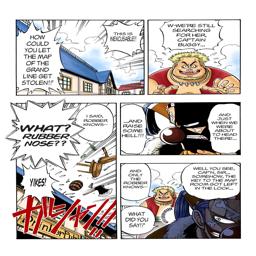 HOW
COULD YOU
LET THE MAP
OF THE
GRAND LINE
GET
STOLEN!?
THIS IS
INEXCUSABLE!
W-WE'RE STILL
SEARCHING
FOR HER,
CAPTAIN
BUGGY...
I SAID,
ROBBER
KNOWS--
WHAT?
RUBBER
NOSE??
YIKES!
...AND
RAISE
SOME
HELL!!!
AND
JUST WHEN
WE WERE
ABOUT
TO HEAD
THERE...
AND
ONLY
THE
ROBBER
KNOWS--
WHAT
DID YOU
SAY!?
WELL YOU SEE,
CAP'N, SIR...
SOMEHOW, THE
KEY TO THE MAP
ROOM GOT LEFT
IN THE
LOCK...